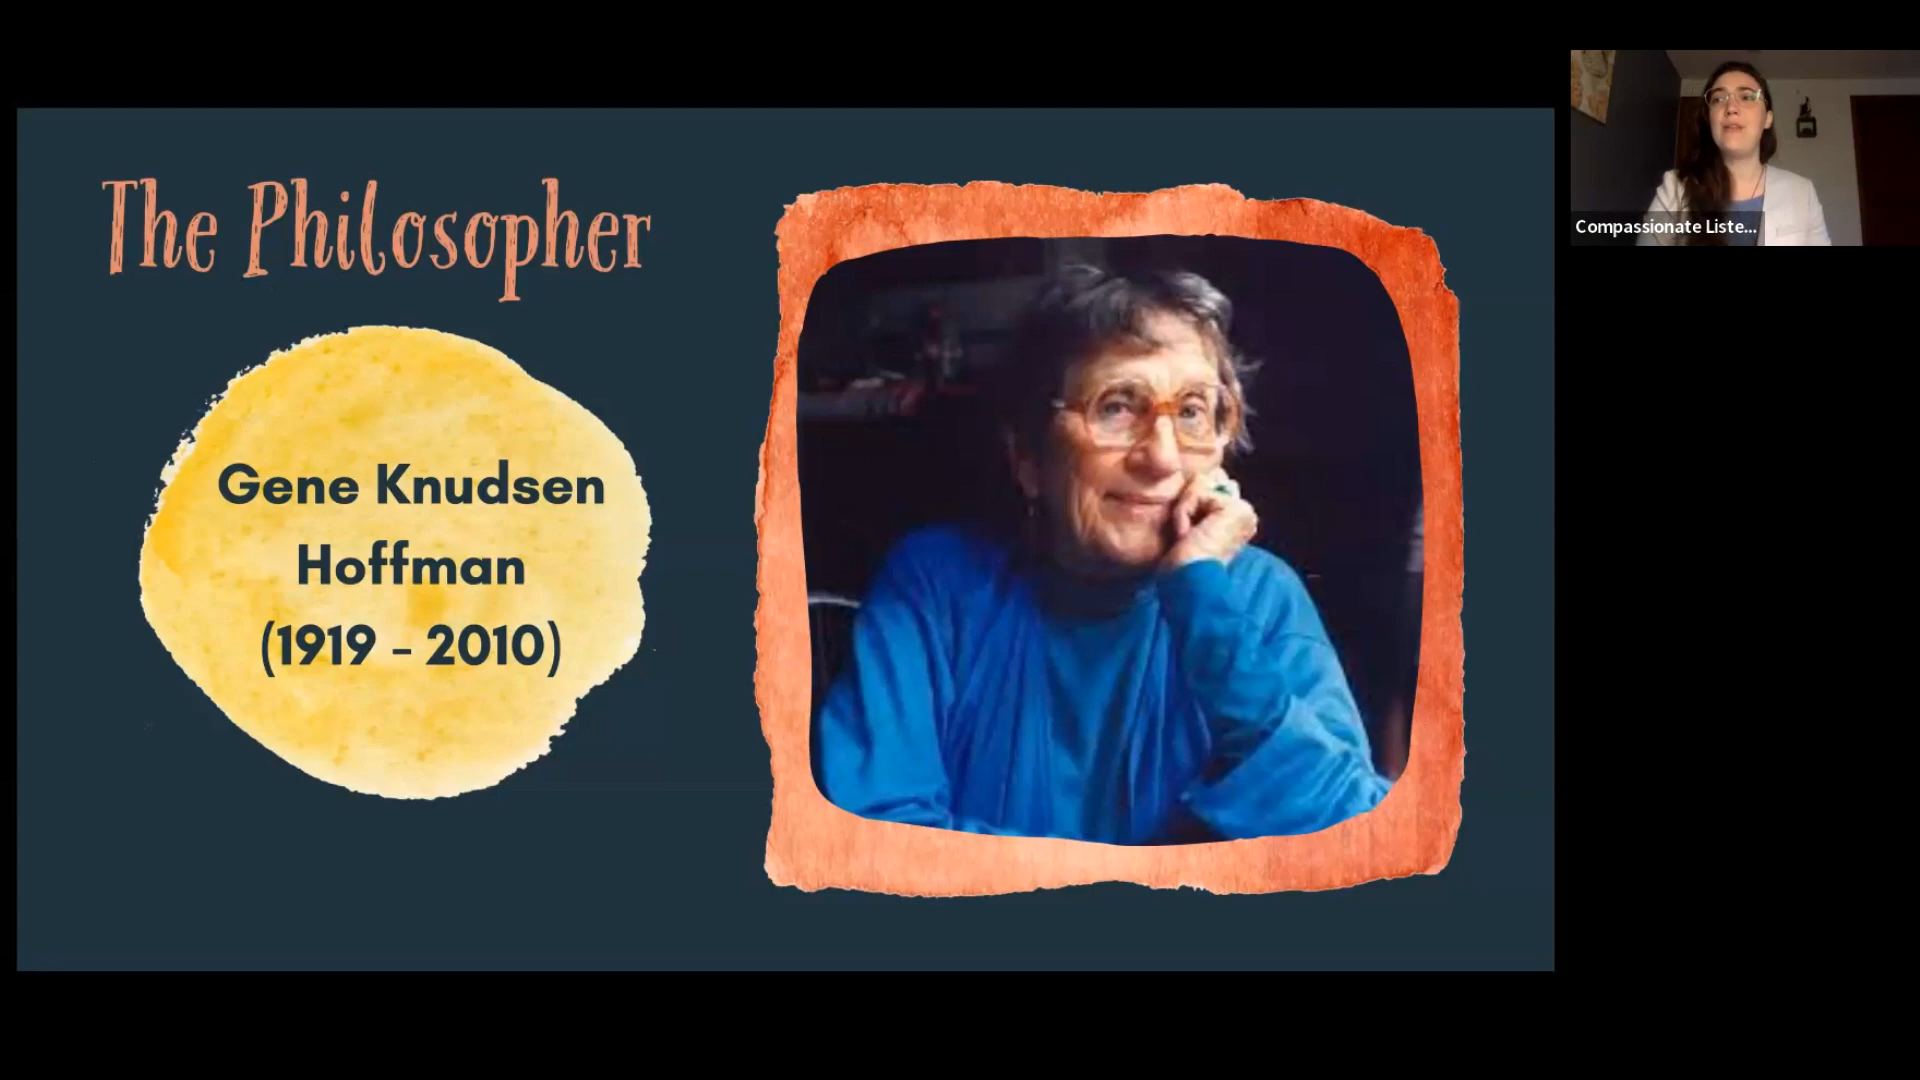 The Philosopher
Gene Knudsen
Hoffman
(1919 - 2010)
Compassionate Liste...